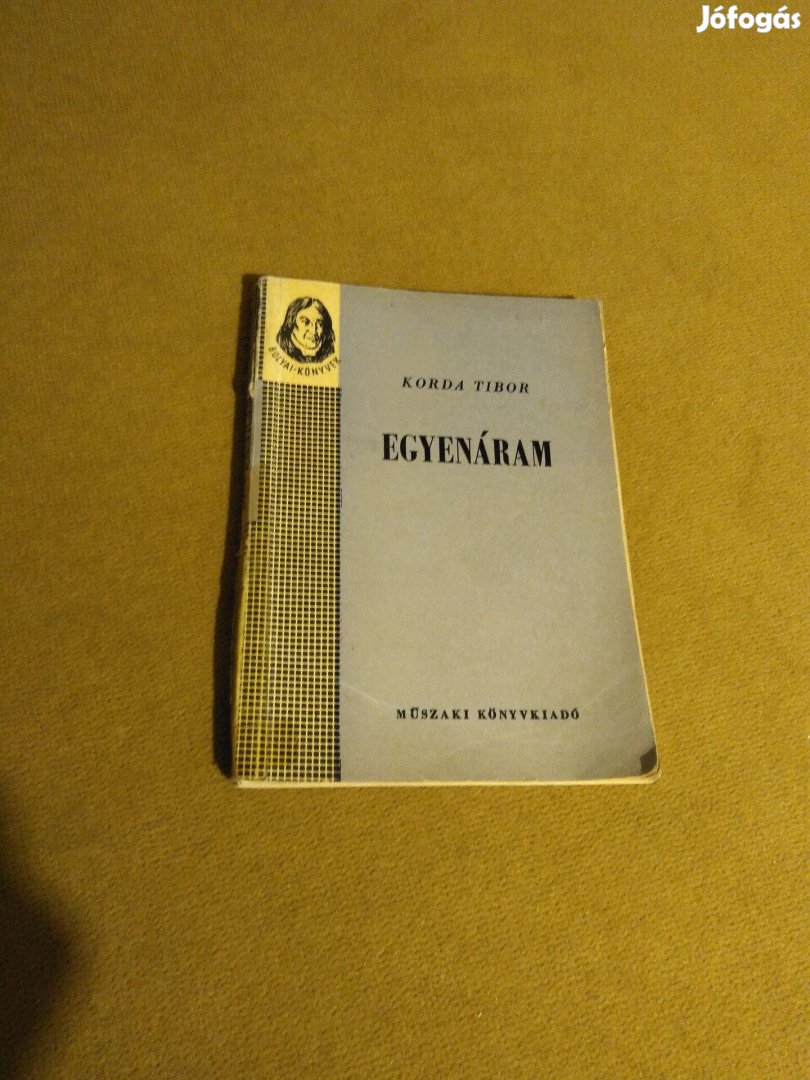 Jófogás
BOLYAI-KÖNYVEK
KORDA TIBOR
EGYENÁRAM
MŰSZAKI KÖNYVKIADÓ